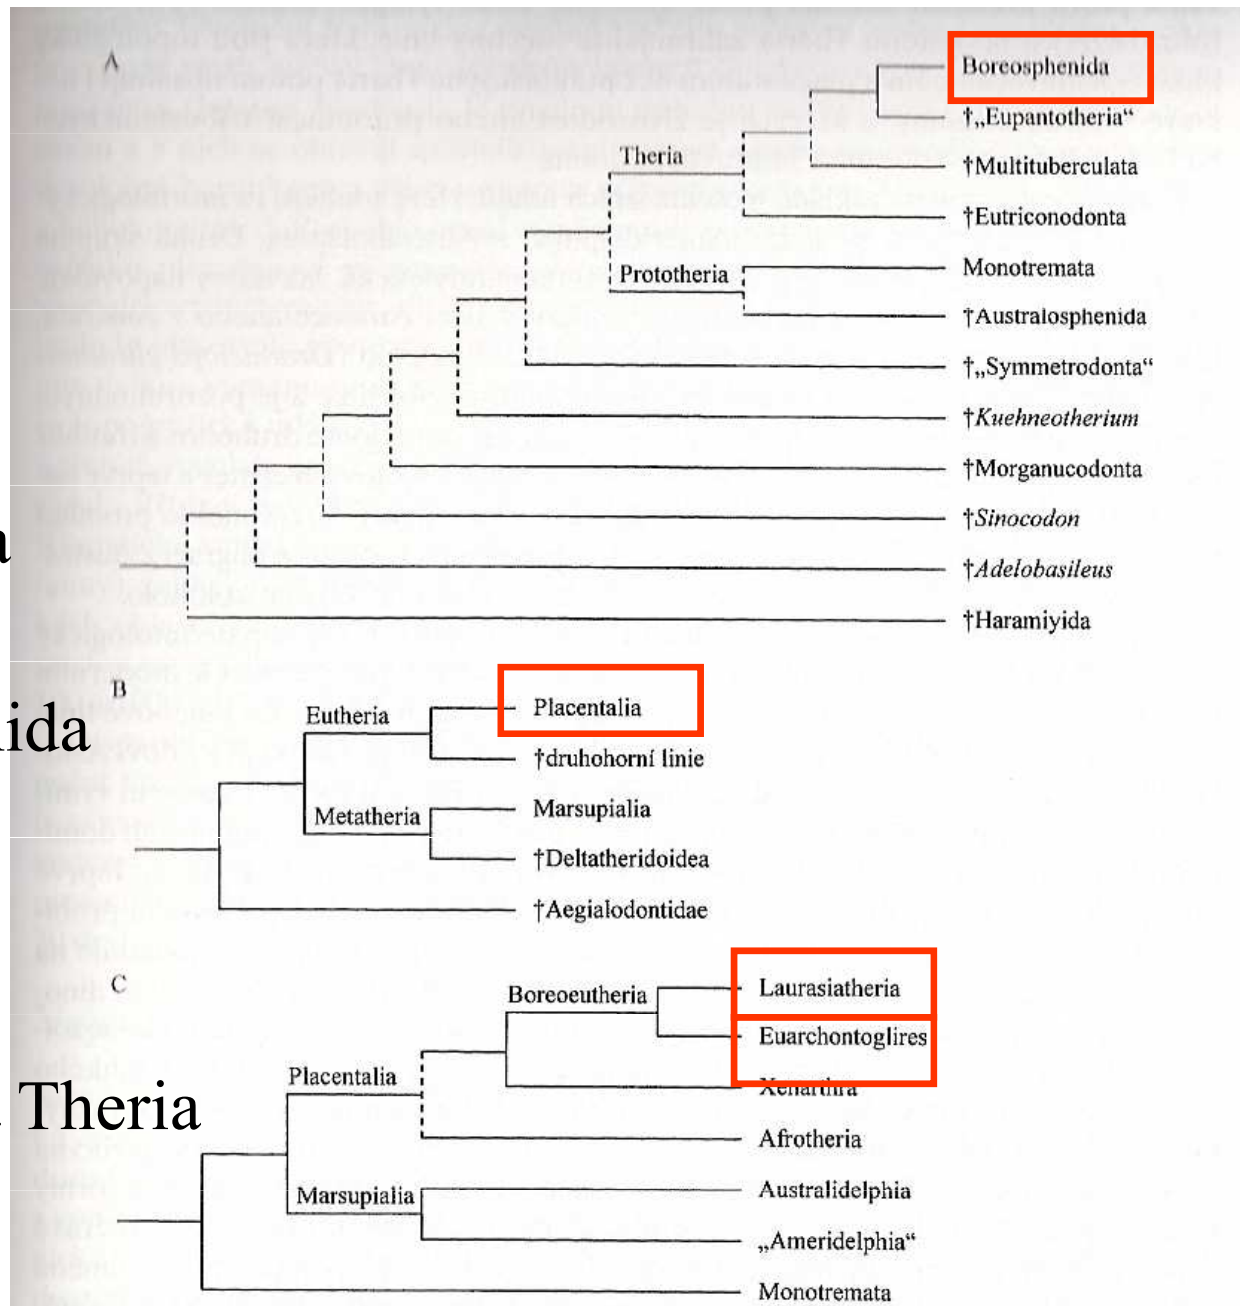 A
Boreosphenida
†„Eupantotheria“
Theria
†Multituberculata
†Eutriconodonta
Prototheria
Monotremata
†Australosphenida
†„Symmetrodonta“
†Kuehneotherium
†Morganucodonta
†Sinocodon
†Adelobasileus
†Haramiyida
B
Placentalia
Eutheria
†druhohorní linie
Marsupialia
Metatheria
†Deltatheridoidea
†Aegialodontidae
C
Laurasiatheria
Boreoeutheria
Euarchontoglires
Xenarthra
Placentalia
Theria
Afrotheria
Marsupialia
Australidelphia
„Ameridelphia“
Monotremata